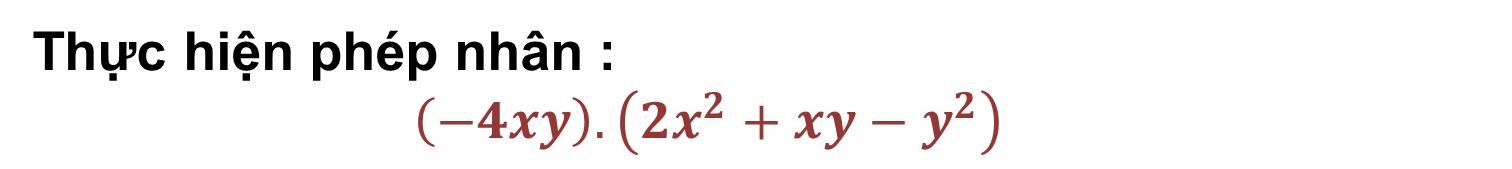 Thực hiện phép nhân :
(−4xy).(2x² + xy − y²)